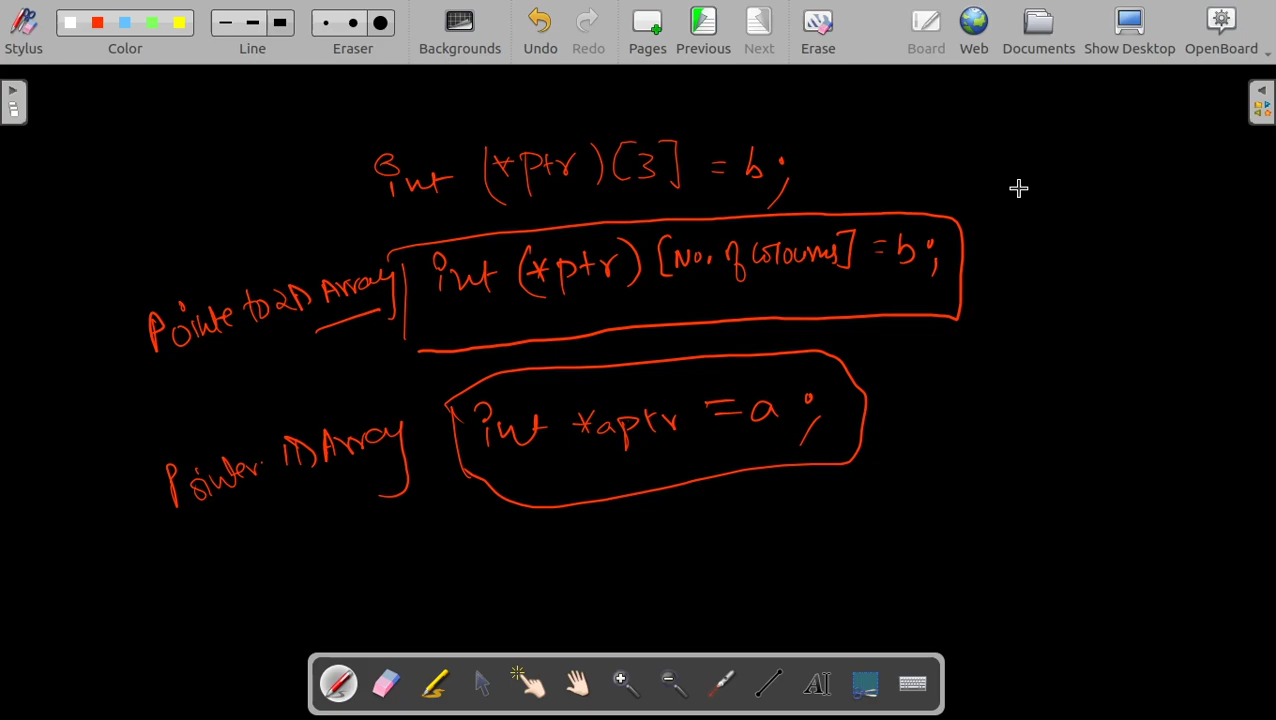 Stylus Color Line Eraser Backgrounds Undo Redo Pages Previous Next Erase Board Web Documents Show Desktop OpenBoard
int (*ptr)[3] = b;
Pointe to 2D Array int (*ptr) [No. of coloums] = b;
Pointer 1D Array int *aptr = a;